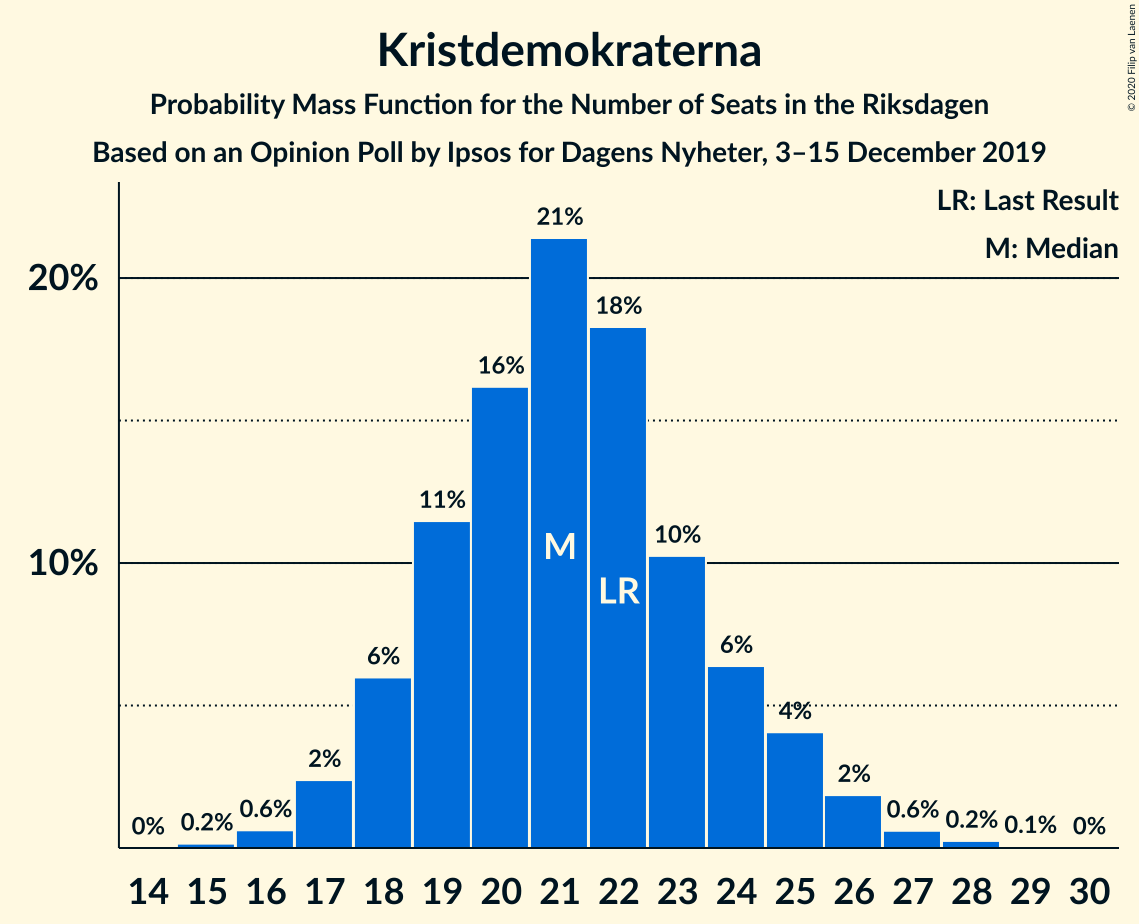 Kristdemokraterna
Probability Mass Function for the Number of Seats in the Riksdagen
Based on an Opinion Poll by Ipsos for Dagens Nyheter, 3–15 December 2019
© 2020 Filip van Laenen
LR: Last Result
M: Median
20%
10%
0%
0.2%
0.6%
2%
6%
11%
16%
21%
18%
10%
6%
4%
2%
0.6%
0.2%
0.1%
0%
M
LR
14 15 16 17 18 19 20 21 22 23 24 25 26 27 28 29 30